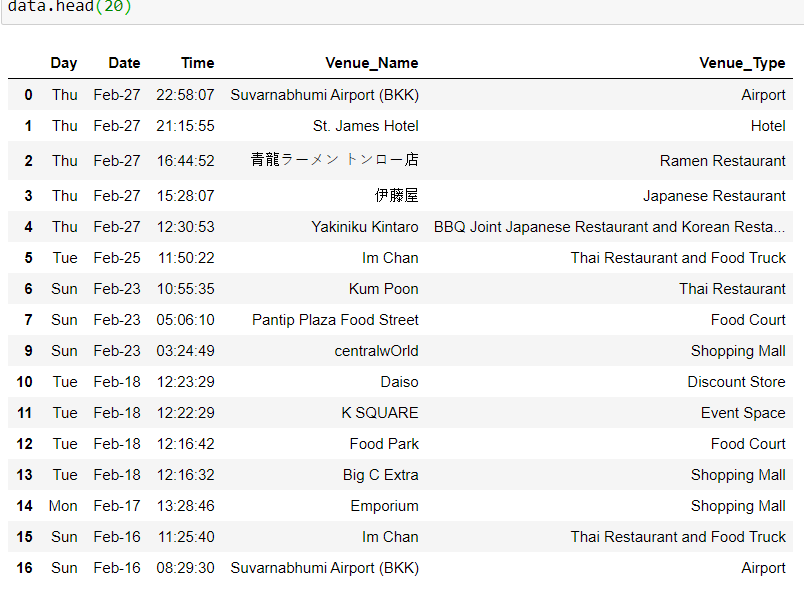 data.head(20)
Day Date Time Venue_Name Venue_Type
0 Thu Feb-27 22:58:07 Suvarnabhumi Airport (BKK) Airport
1 Thu Feb-27 21:15:55 St. James Hotel Hotel
2 Thu Feb-27 16:44:52 青龍ラーメン トンロー店 Ramen Restaurant
3 Thu Feb-27 15:28:07 伊藤屋 Japanese Restaurant
4 Thu Feb-27 12:30:53 Yakiniku Kintaro BBQ Joint Japanese Restaurant and Korean Resta...
5 Tue Feb-25 11:50:22 Im Chan Thai Restaurant and Food Truck
6 Sun Feb-23 10:55:35 Kum Poon Thai Restaurant
7 Sun Feb-23 05:06:10 Pantip Plaza Food Street Food Court
9 Sun Feb-23 03:24:49 centralwOrld Shopping Mall
10 Tue Feb-18 12:23:29 Daiso Discount Store
11 Tue Feb-18 12:22:29 K SQUARE Event Space
12 Tue Feb-18 12:16:42 Food Park Food Court
13 Tue Feb-18 12:16:32 Big C Extra Shopping Mall
14 Mon Feb-17 13:28:46 Emporium Shopping Mall
15 Sun Feb-16 11:25:40 Im Chan Thai Restaurant and Food Truck
16 Sun Feb-16 08:29:30 Suvarnabhumi Airport (BKK) Airport